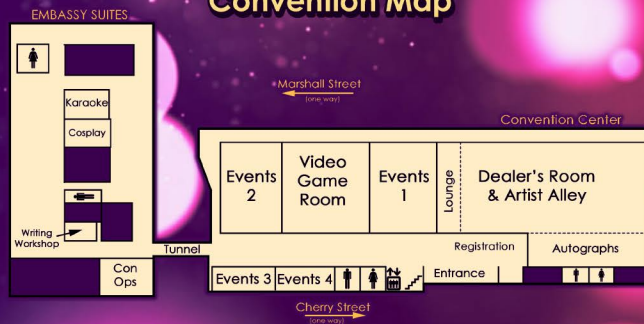 Convention Map
EMBASSY SUITES
Marshall Street
(one way)
Convention Center
Karaoke
Cosplay
Events
2
Video
Game
Room
Events
1
Lounge
Dealer's Room
& Artist Alley
Writing
Workshop
Tunnel
Registration
Autographs
Con
Ops
Events 3
Events 4
Entrance
Cherry Street
(one way)